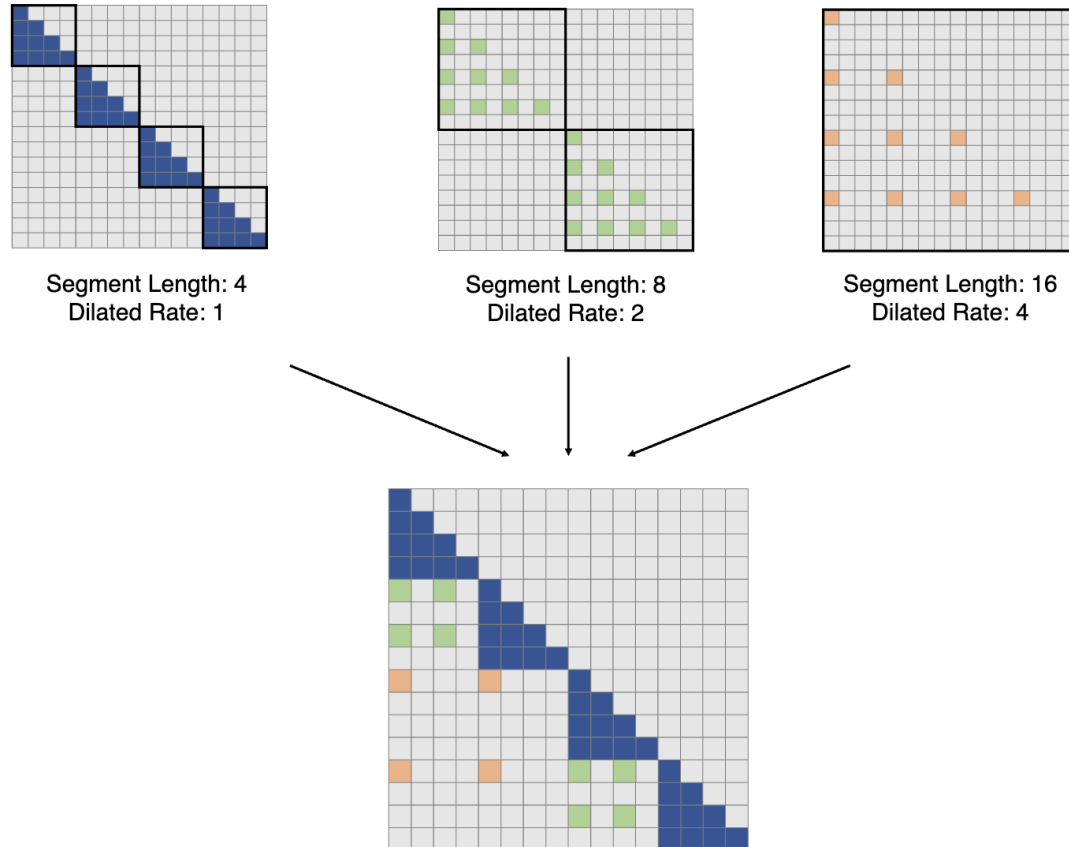 Segment Length: 4
Dilated Rate: 1
Segment Length: 8
Dilated Rate: 2
Segment Length: 16
Dilated Rate: 4